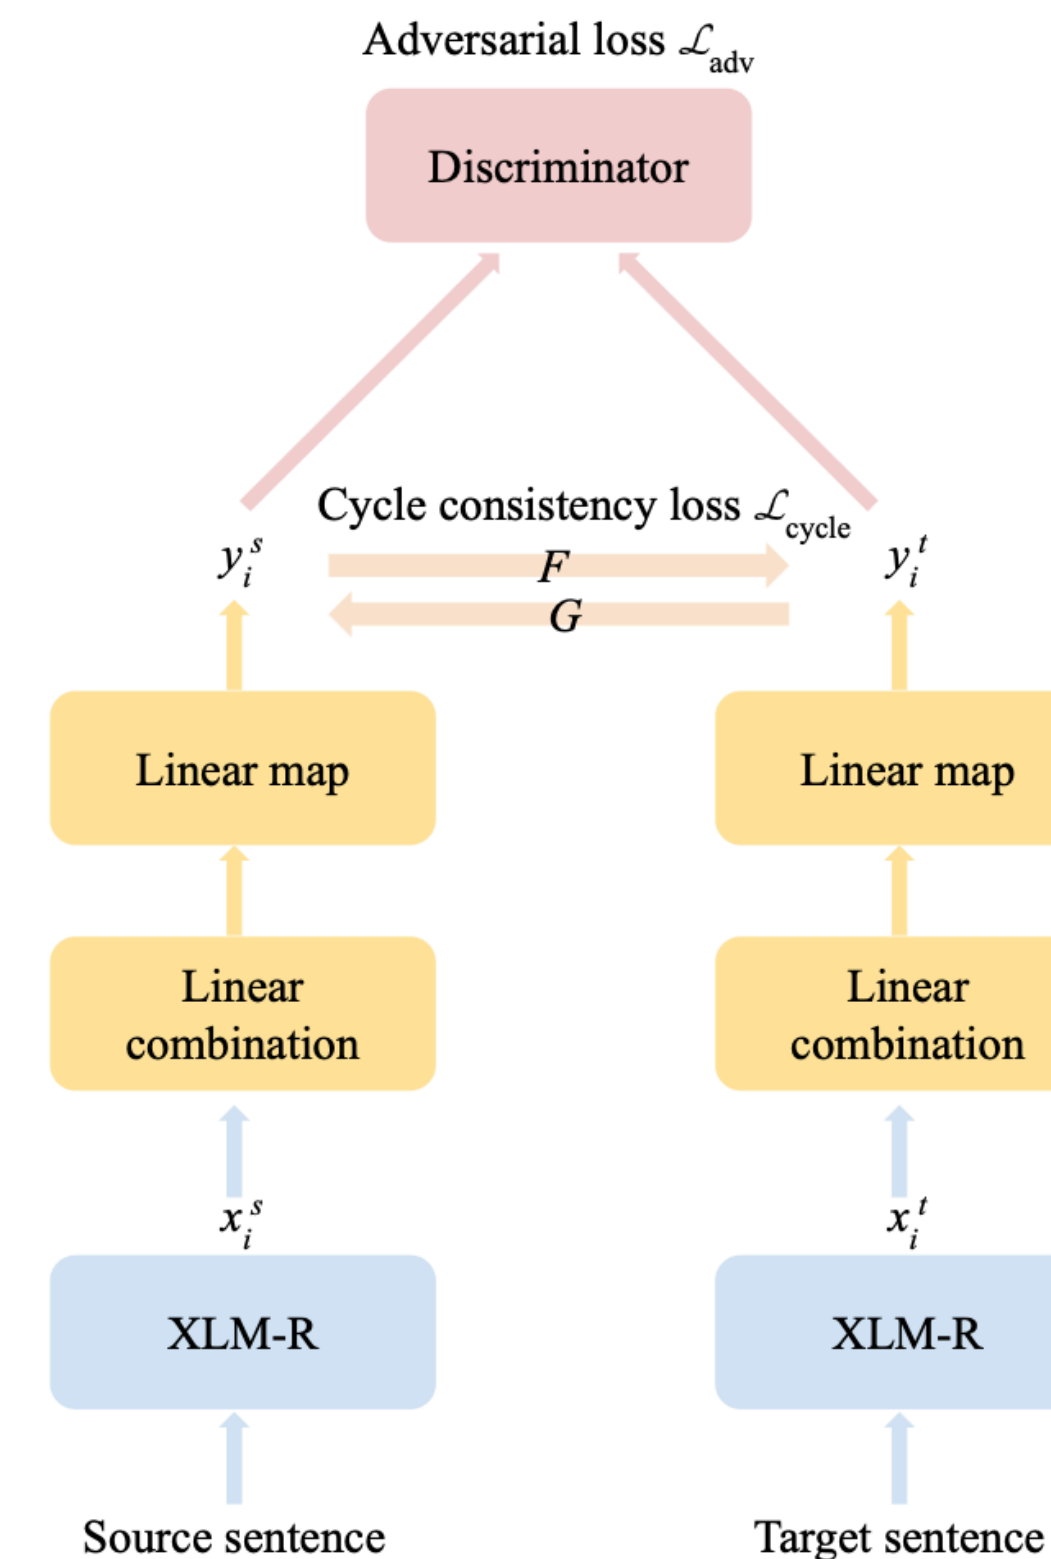 Adversarial loss ℒadv
Discriminator
Cycle consistency loss ℒcycle
y_i^s
F
y_i^t
G
Linear map
Linear map
Linear
combination
Linear
combination
x_i^s
x_i^t
XLM-R
XLM-R
Source sentence
Target sentence